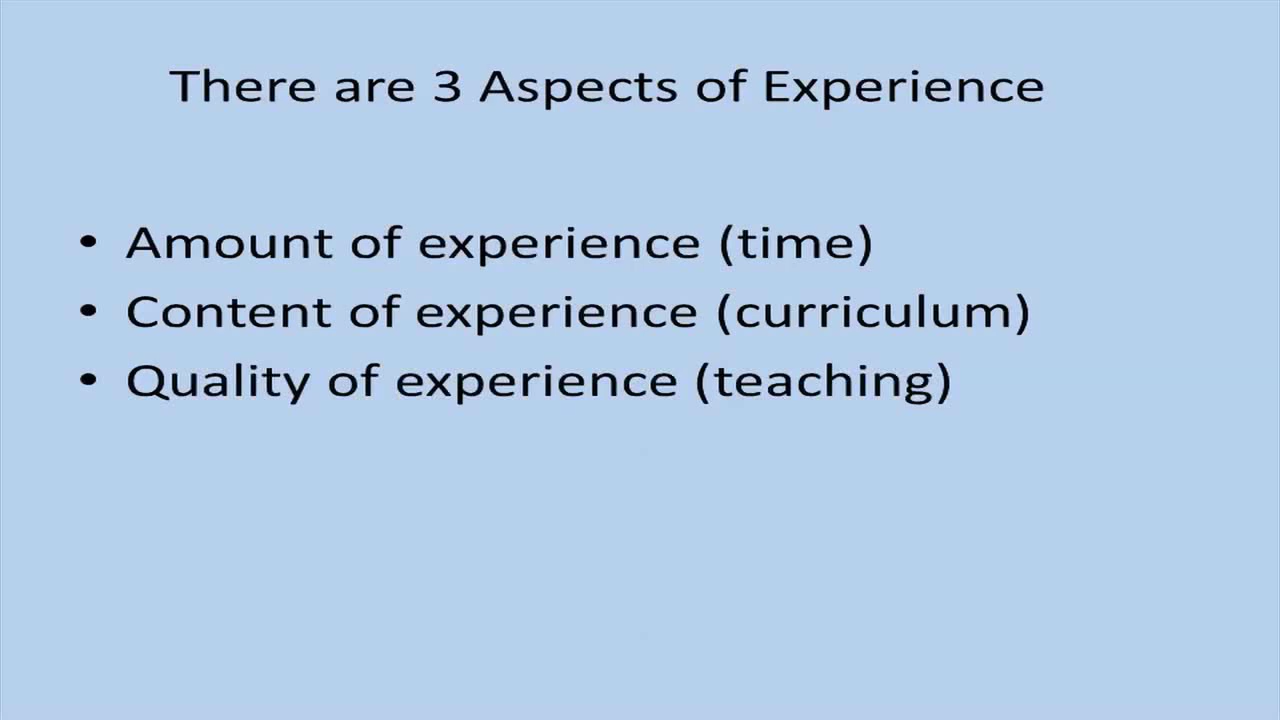 There are 3 Aspects of Experience
• Amount of experience (time)
• Content of experience (curriculum)
• Quality of experience (teaching)